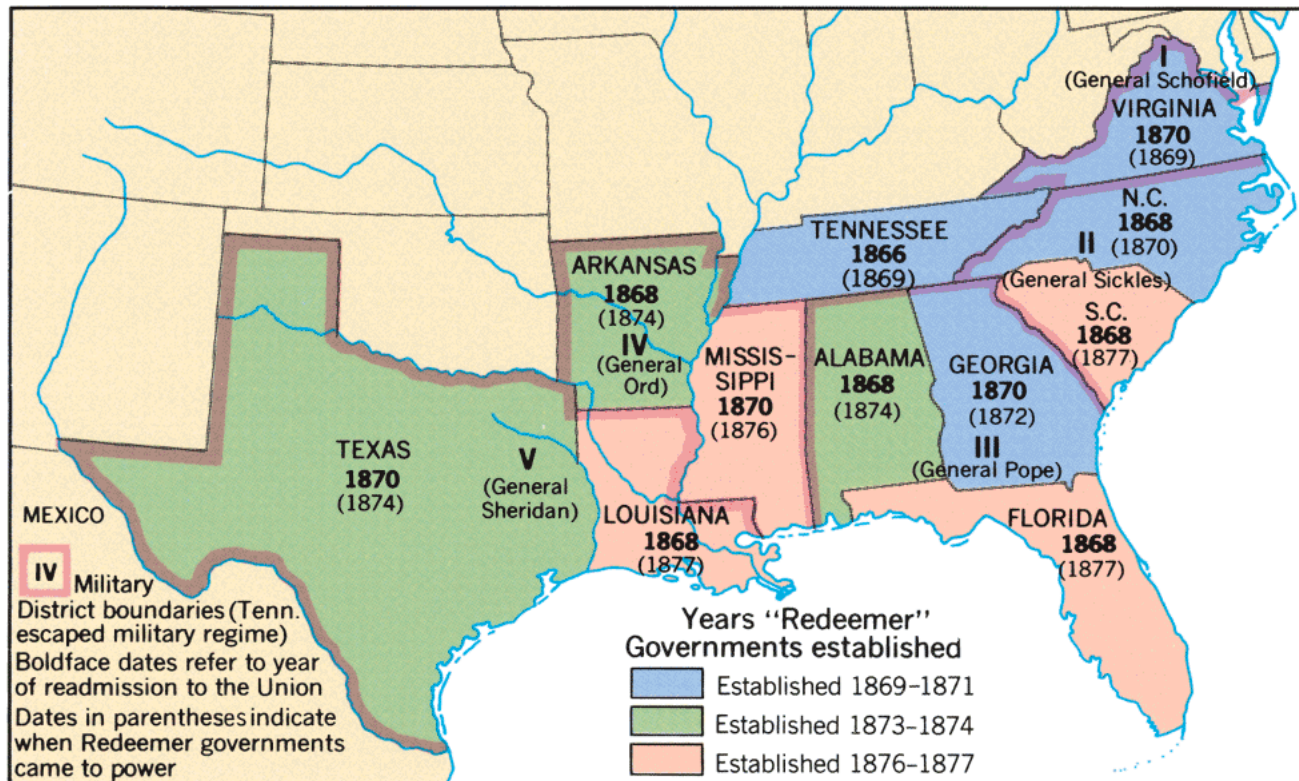 I
(General Schofield)
VIRGINIA
1870
(1869)
N.C.
1868
(1870)
II
(General Sickles)
TENNESSEE
1866
(1869)
ARKANSAS
1868
(1874)
IV
(General
Ord)
S.C.
1868
(1877)
MISSIS-
SIPPI
1870
(1876)
ALABAMA
1868
(1874)
GEORGIA
1870
(1872)
III
(General Pope)
TEXAS
1870
(1874)
V
(General
Sheridan)
LOUISIANA
1868
(1877)
FLORIDA
1868
(1877)
MEXICO
IV Military
District boundaries (Tenn.
escaped military regime)
Boldface dates refer to year
of readmission to the Union
Dates in parentheses indicate
when Redeemer governments
came to power
Years "Redeemer"
Governments established
Established 1869–1871
Established 1873–1874
Established 1876–1877